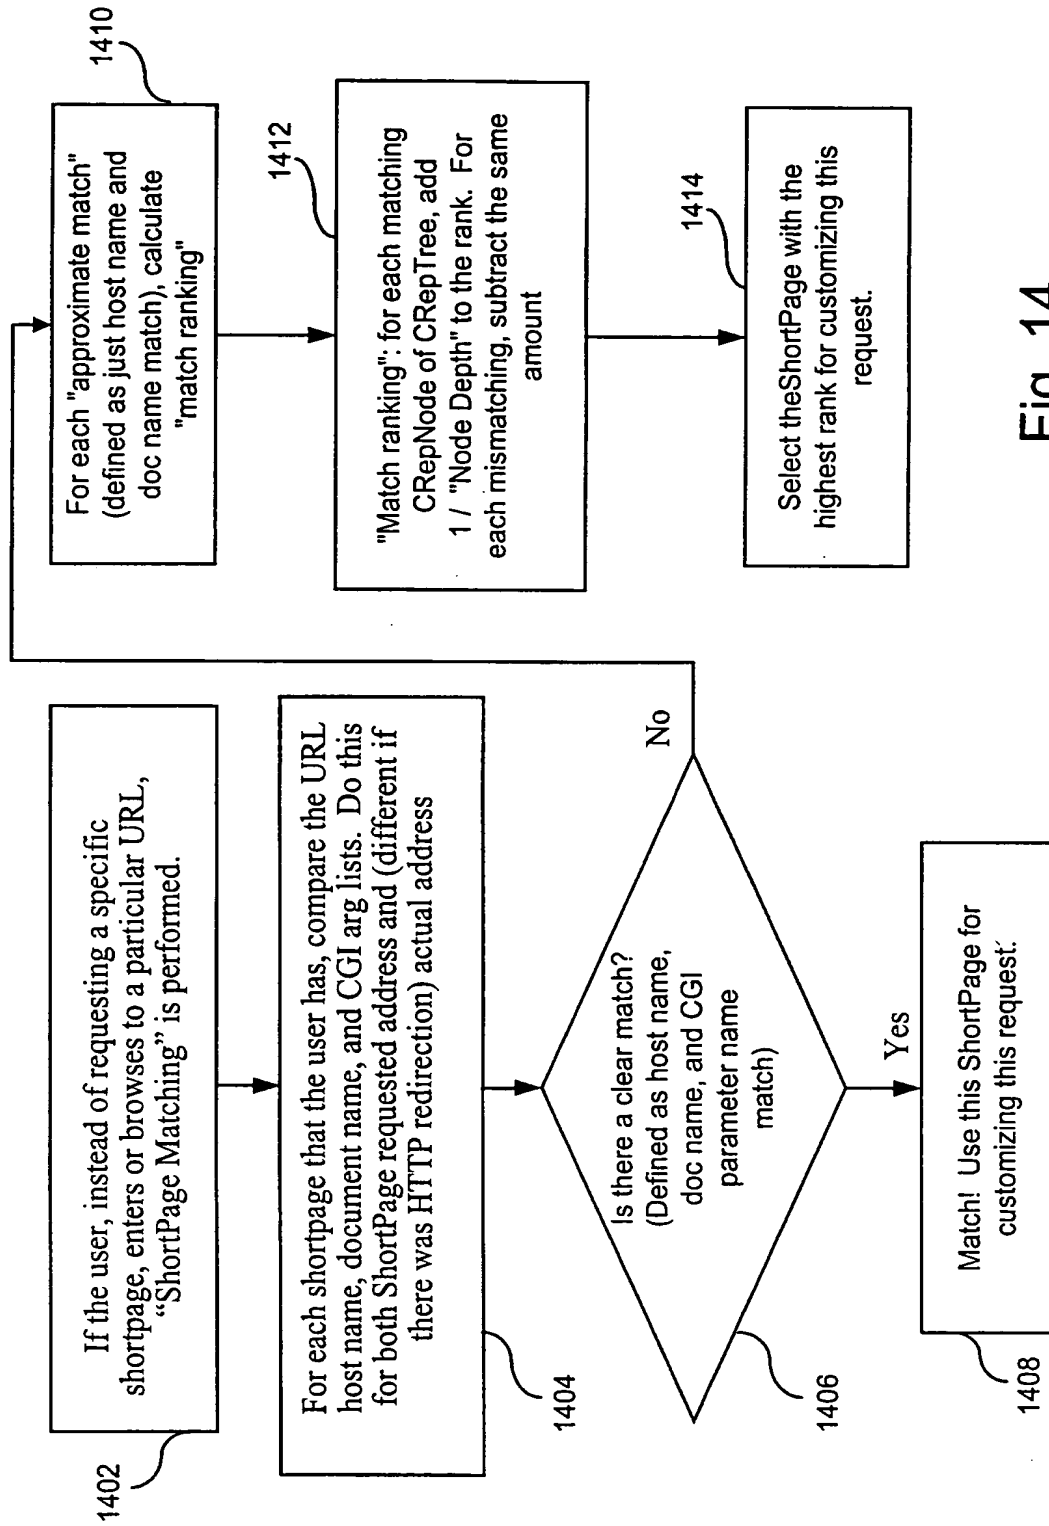 1402
If the user, instead of requesting a specific
shortpage, enters or browses to a particular URL,
“ShortPage Matching” is performed.
For each shortpage that the user has, compare the URL
host name, document name, and CGI arg lists. Do this
for both ShortPage requested address and (different if
there was HTTP redirection) actual address
1404
Is there a clear match?
(Defined as host name,
doc name, and CGI
parameter name
match)
1406
No
Yes
Match! Use this ShortPage for
customizing this request.
1408
1410
For each "approximate match"
(defined as just host name and
doc name match), calculate
"match ranking"
1412
"Match ranking": for each matching
CRepNode of CRepTree, add
1 / "Node Depth" to the rank. For
each mismatching, subtract the same
amount
1414
Select theShortPage with the
highest rank for customizing this
request.
Fig. 14